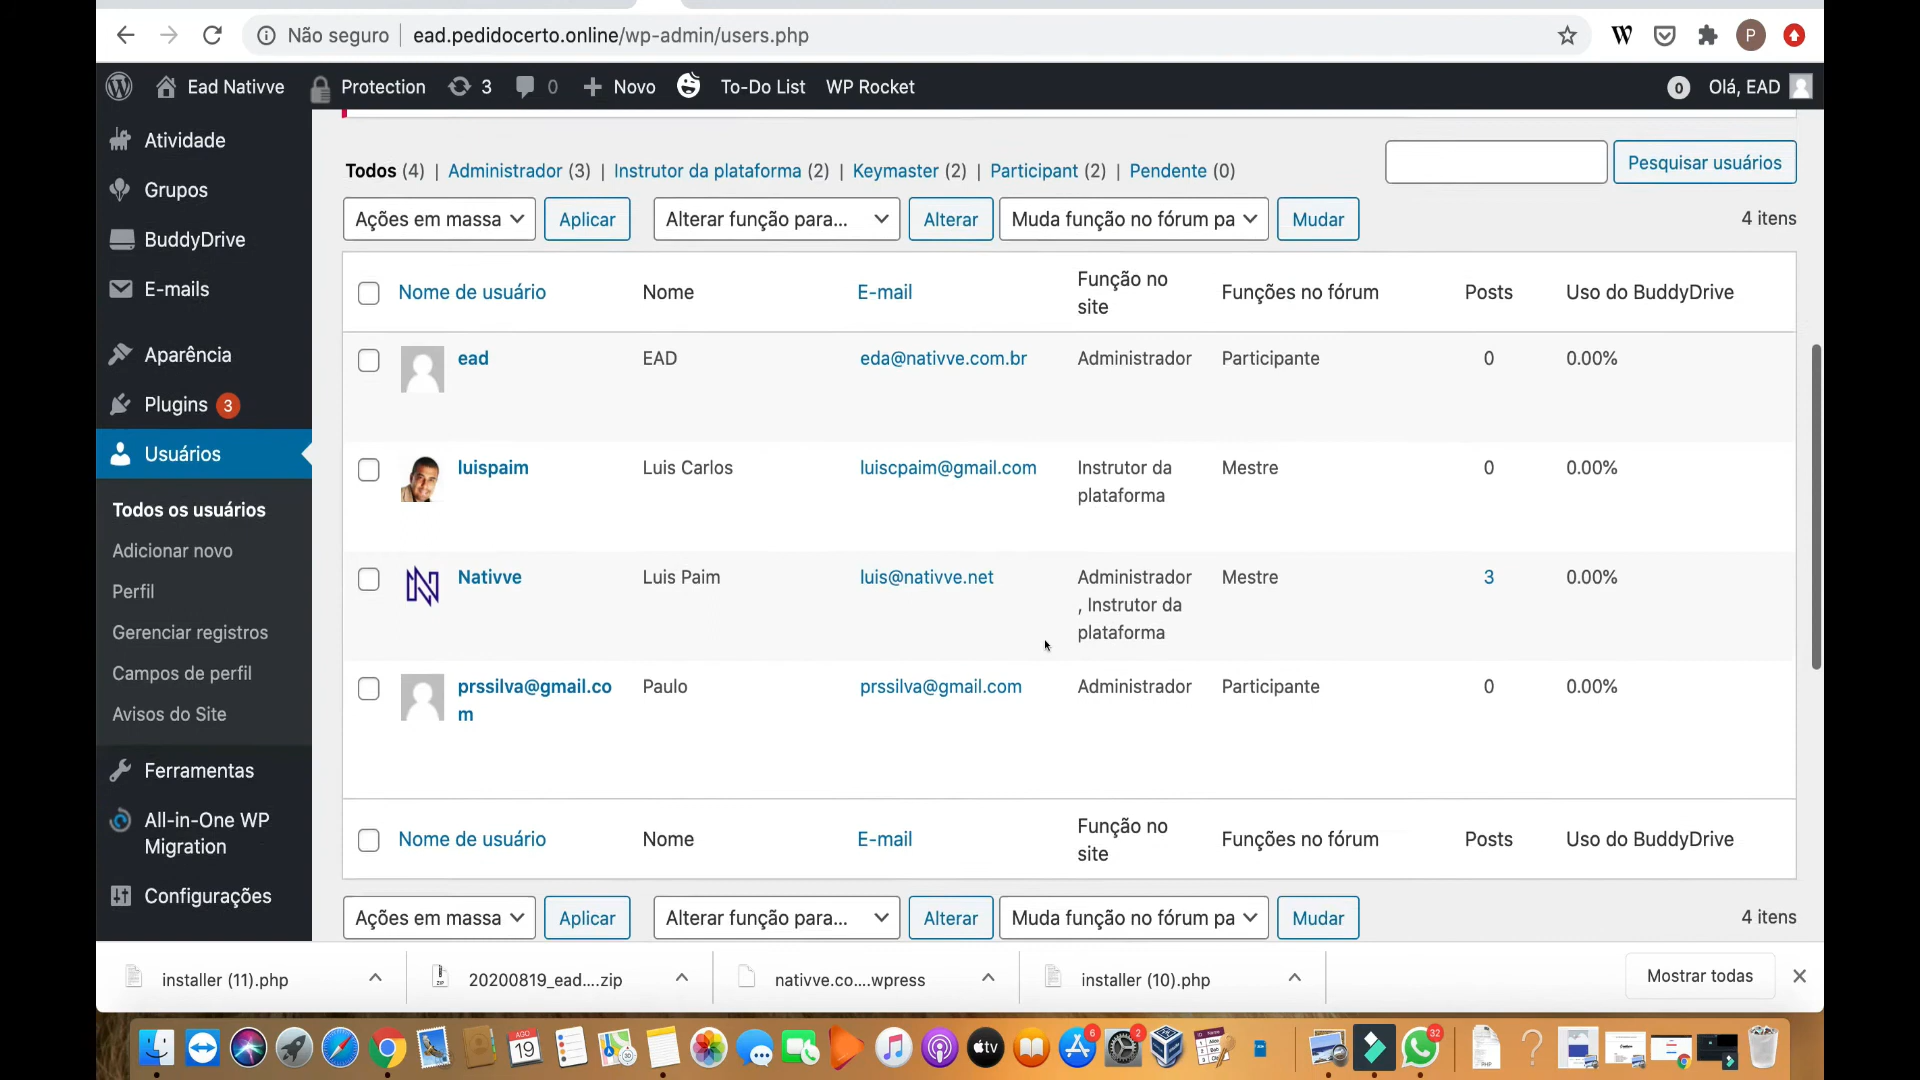 Não seguro | ead.pedidocerto.online/wp-admin/users.php
W P
Ead Nativve Protection 3 0 Novo To-Do List WP Rocket 0 Olá, EAD
Atividade
Grupos
BuddyDrive
E-mails
Aparência
Plugins 3
Usuários
Todos os usuários
Adicionar novo
Perfil
Gerenciar registros
Campos de perfil
Avisos do Site
Ferramentas
All-in-One WP
Migration
Configurações
Todos (4) | Administrador (3) | Instrutor da plataforma (2) | Keymaster (2) | Participant (2) | Pendente (0)
Pesquisar usuários
Ações em massa Aplicar Alterar função para... Alterar Muda função no fórum pa Mudar 4 itens
Nome de usuário Nome E-mail Função no site Funções no fórum Posts Uso do BuddyDrive
ead EAD eda@nativve.com.br Administrador Participante 0 0.00%
luispaim Luis Carlos luiscpaim@gmail.com Instrutor da Mestre 0 0.00%
plataforma
Nativve Luis Paim luis@nativve.net Administrador Mestre 3 0.00%
, Instrutor da
plataforma
prssilva@gmail.co Paulo prssilva@gmail.com Administrador Participante 0 0.00%
m
Nome de usuário Nome E-mail Função no site Funções no fórum Posts Uso do BuddyDrive
Ações em massa Aplicar Alterar função para... Alterar Muda função no fórum pa Mudar 4 itens
installer (11).php 20200819_ead....zip nativve.co....wpress installer (10).php Mostrar todas
AGO
19
tv
6
2
32